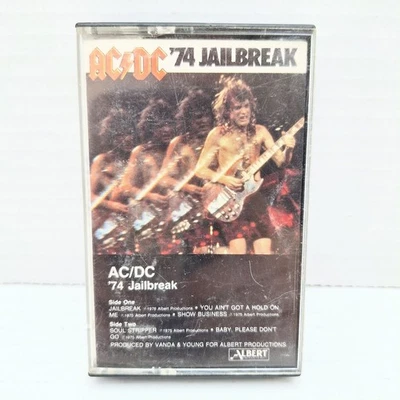 AC/DC '74 JAILBREAK
AC/DC
'74 Jailbreak
Side One
JAILBREAK ℗ 1976 Albert Productions • YOU AIN'T GOT A HOLD ON
ME ℗ 1975 Albert Productions • SHOW BUSINESS ℗ 1975 Albert Productions
Side Two
SOUL STRIPPER ℗ 1975 Albert Productions • BABY, PLEASE DON'T
GO ℗ 1975 Albert Productions
PRODUCED BY VANDA & YOUNG FOR ALBERT PRODUCTIONS
ALBERT